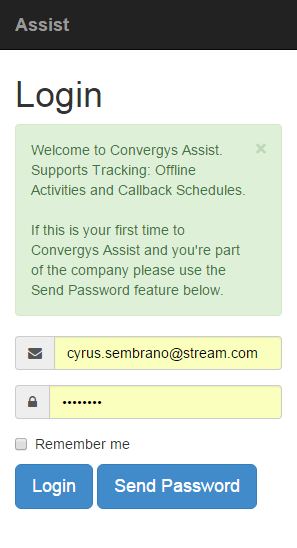 Assist
Login
Welcome to Convergys Assist. ×
Supports Tracking: Offline
Activities and Callback Schedules.
If this is your first time to
Convergys Assist and you're part
of the company please use the
Send Password feature below.
cyrus.sembrano@stream.com
••••••••
Remember me
Login Send Password